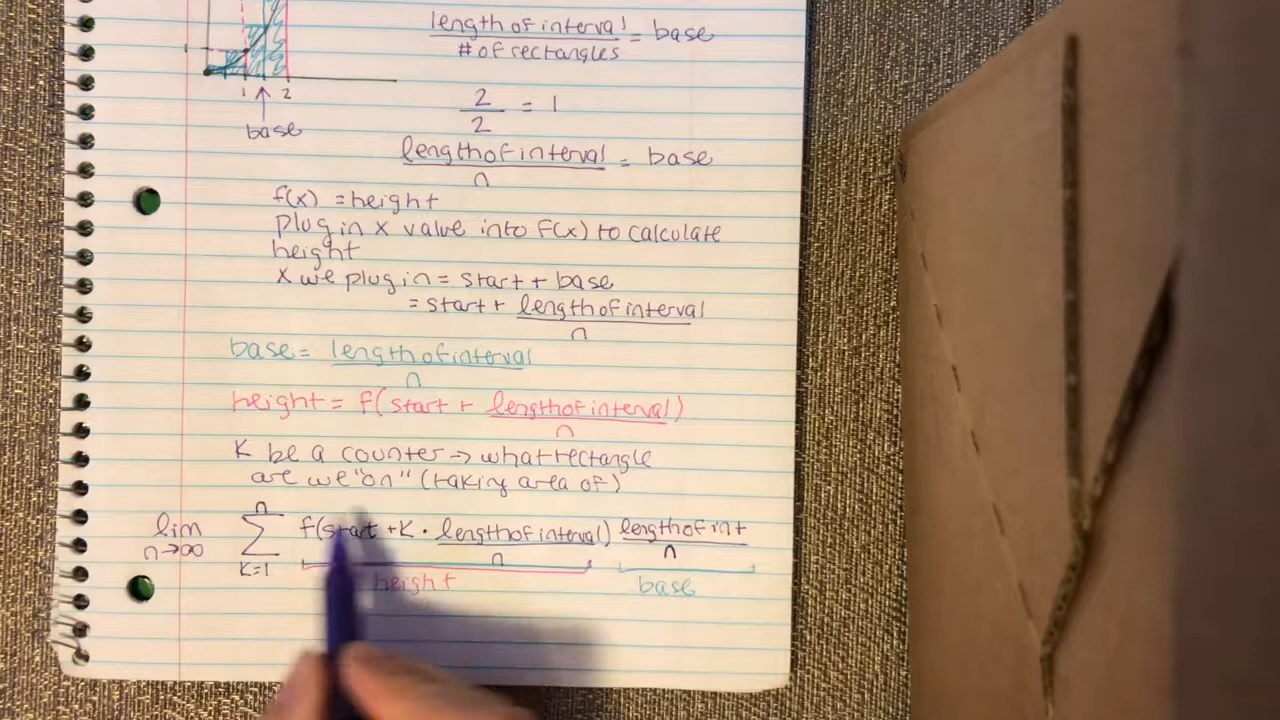 length of interval = base
# of rectangles
1 2
base
2 = 1
2
length of interval = base
n
f(x) = height
plug in x value into f(x) to calculate
height
x we plug in = start + base
= start + length of interval
n
base = length of interval
n
height = f(start + length of interval)
n
K be a counter → what rectangle
are we "on" (taking area of)
lim n→∞ n ∑ K=1 f(start + K · length of interval) length of int
n n
height base